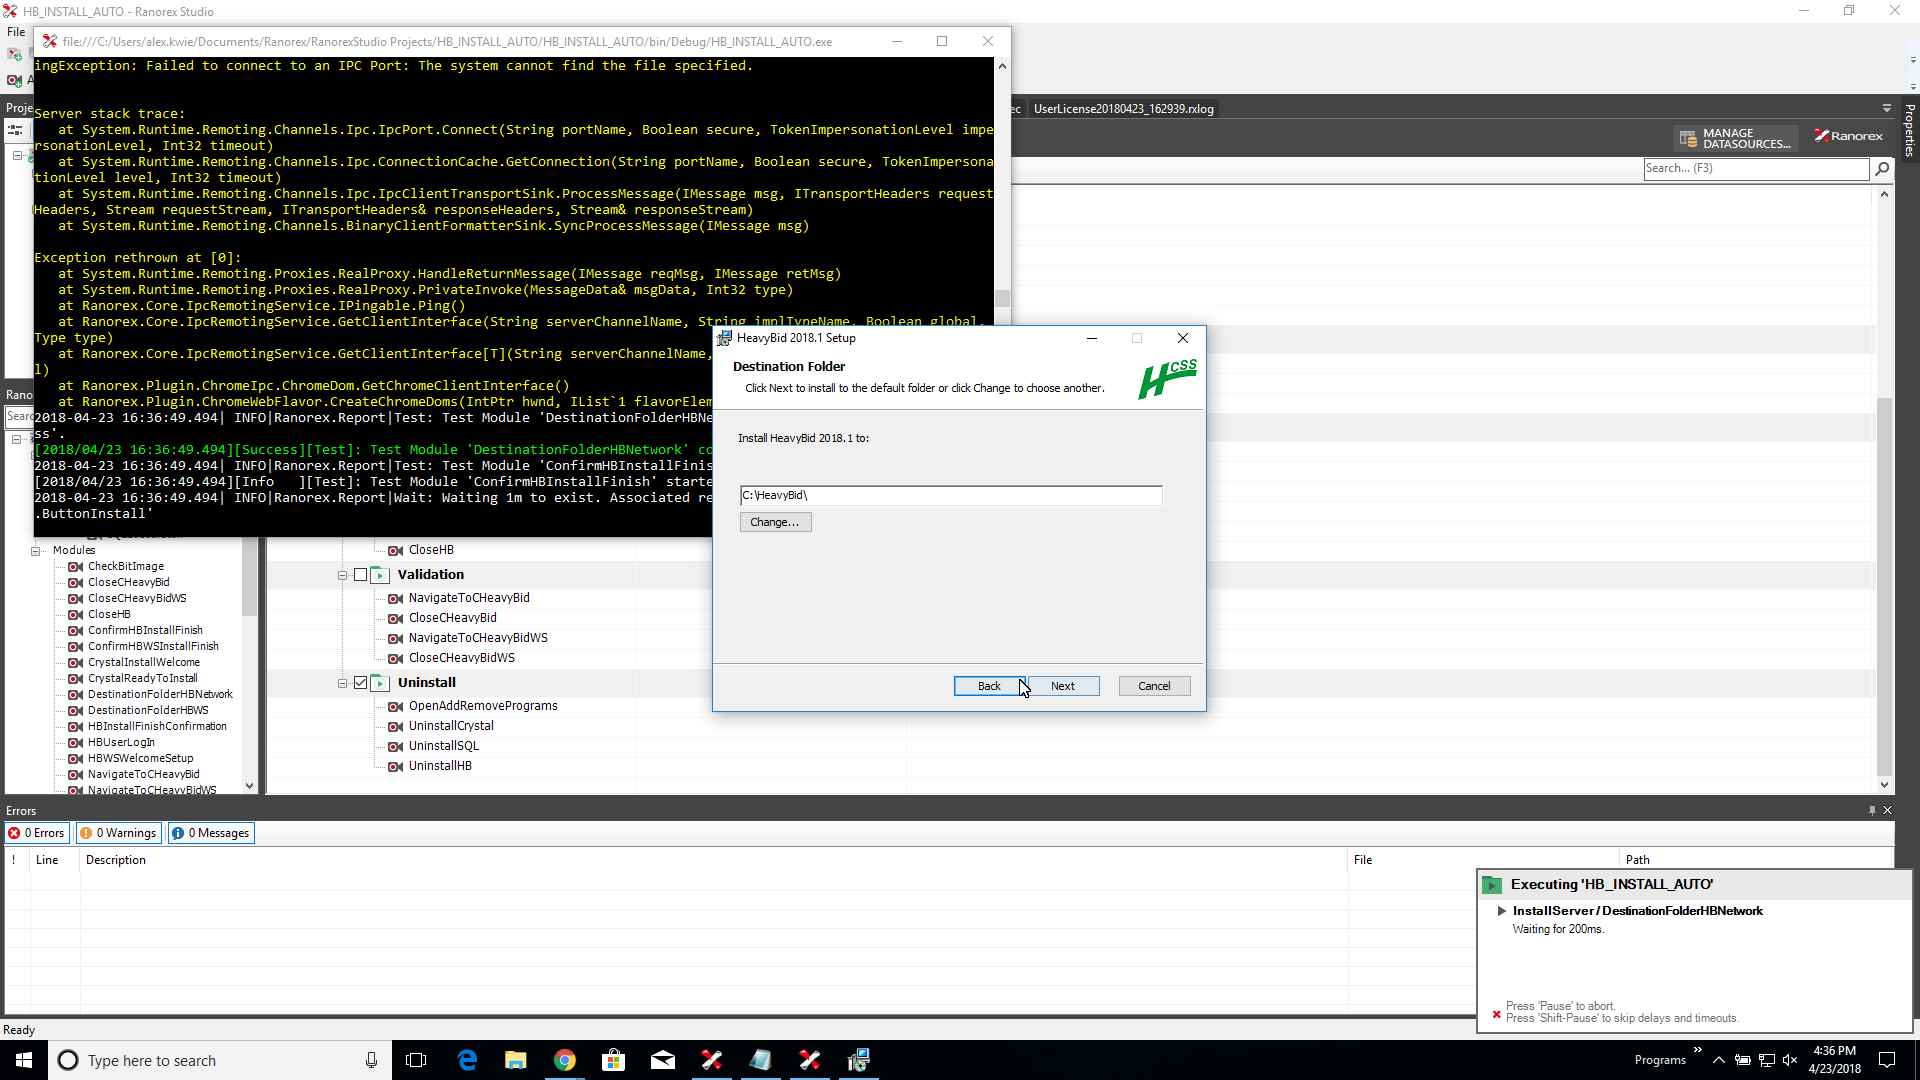 HB_INSTALL_AUTO - Ranorex Studio
File
file:///C:/Users/alex.kwie/Documents/Ranorex/RanorexStudio Projects/HB_INSTALL_AUTO/HB_INSTALL_AUTO/bin/Debug/HB_INSTALL_AUTO.exe
ingException: Failed to connect to an IPC Port: The system cannot find the file specified.
Server stack trace:
at System.Runtime.Remoting.Channels.Ipc.IpcPort.Connect(String portName, Boolean secure, TokenImpersonationLevel impe
rsonationLevel, Int32 timeout)
at System.Runtime.Remoting.Channels.Ipc.ConnectionCache.GetConnection(String portName, Boolean secure, TokenImpersona
tionLevel level, Int32 timeout)
at System.Runtime.Remoting.Channels.Ipc.IpcClientTransportSink.ProcessMessage(IMessage msg, ITransportHeaders request
Headers, Stream requestStream, ITransportHeaders& responseHeaders, Stream& responseStream)
at System.Runtime.Remoting.Channels.BinaryClientFormatterSink.SyncProcessMessage(IMessage msg)
Exception rethrown at [0]:
at System.Runtime.Remoting.Proxies.RealProxy.HandleReturnMessage(IMessage reqMsg, IMessage retMsg)
at System.Runtime.Remoting.Proxies.RealProxy.PrivateInvoke(MessageData& msgData, Int32 type)
at Ranorex.Core.IpcRemotingService.IPingable.Ping()
at Ranorex.Core.IpcRemotingService.GetClientInterface(String serverChannelName, String implTypeName, Boolean global,
Type type)
at Ranorex.Core.IpcRemotingService.GetClientInterface[T](String serverChannelName,
l)
at Ranorex.Plugin.ChromeIpc.ChromeDom.GetChromeClientInterface()
at Ranorex.Plugin.ChromeWebFlavor.CreateChromeDoms(IntPtr hwnd, IList`1 flavorElem
2018-04-23 16:36:49.494| INFO|Ranorex.Report|Test: Test Module 'DestinationFolderHBNe
ss'.
[2018/04/23 16:36:49.494][Success][Test]: Test Module 'DestinationFolderHBNetwork' co
2018-04-23 16:36:49.494| INFO|Ranorex.Report|Test: Test Module 'ConfirmHBInstallFinis
[2018/04/23 16:36:49.494][Info   ][Test]: Test Module 'ConfirmHBInstallFinish' starte
2018-04-23 16:36:49.494| INFO|Ranorex.Report|Wait: Waiting 1m to exist. Associated re
.ButtonInstall'
A
Proje
Ranor
Searc
ec
UserLicense20180423_162939.rxlog
MANAGE
DATASOURCES...
Ranorex
Properties
Search... (F3)
HeavyBid 2018.1 Setup
Destination Folder
Click Next to install to the default folder or click Change to choose another.
HCSS
Install HeavyBid 2018.1 to:
C:\HeavyBid\
Change...
Back
Next
Cancel
Modules
CheckBitImage
CloseCHeavyBid
CloseCHeavyBidWS
CloseHB
ConfirmHBInstallFinish
ConfirmHBWSInstallFinish
CrystalInstallWelcome
CrystalReadyToInstall
DestinationFolderHBNetwork
DestinationFolderHBWS
HBInstallFinishConfirmation
HBUserLogIn
HBWSWelcomeSetup
NavigateToCHeavyBid
NavigateToCHeavyBidWS
CloseHB
Validation
NavigateToCHeavyBid
CloseCHeavyBid
NavigateToCHeavyBidWS
CloseCHeavyBidWS
Uninstall
OpenAddRemovePrograms
UninstallCrystal
UninstallSQL
UninstallHB
Errors
0 Errors
0 Warnings
0 Messages
!
Line
Description
File
Path
Executing 'HB_INSTALL_AUTO'
InstallServer / DestinationFolderHBNetwork
Waiting for 200ms.
Press 'Pause' to abort.
Press 'Shift-Pause' to skip delays and timeouts.
Ready
Type here to search
Programs
4:36 PM
4/23/2018